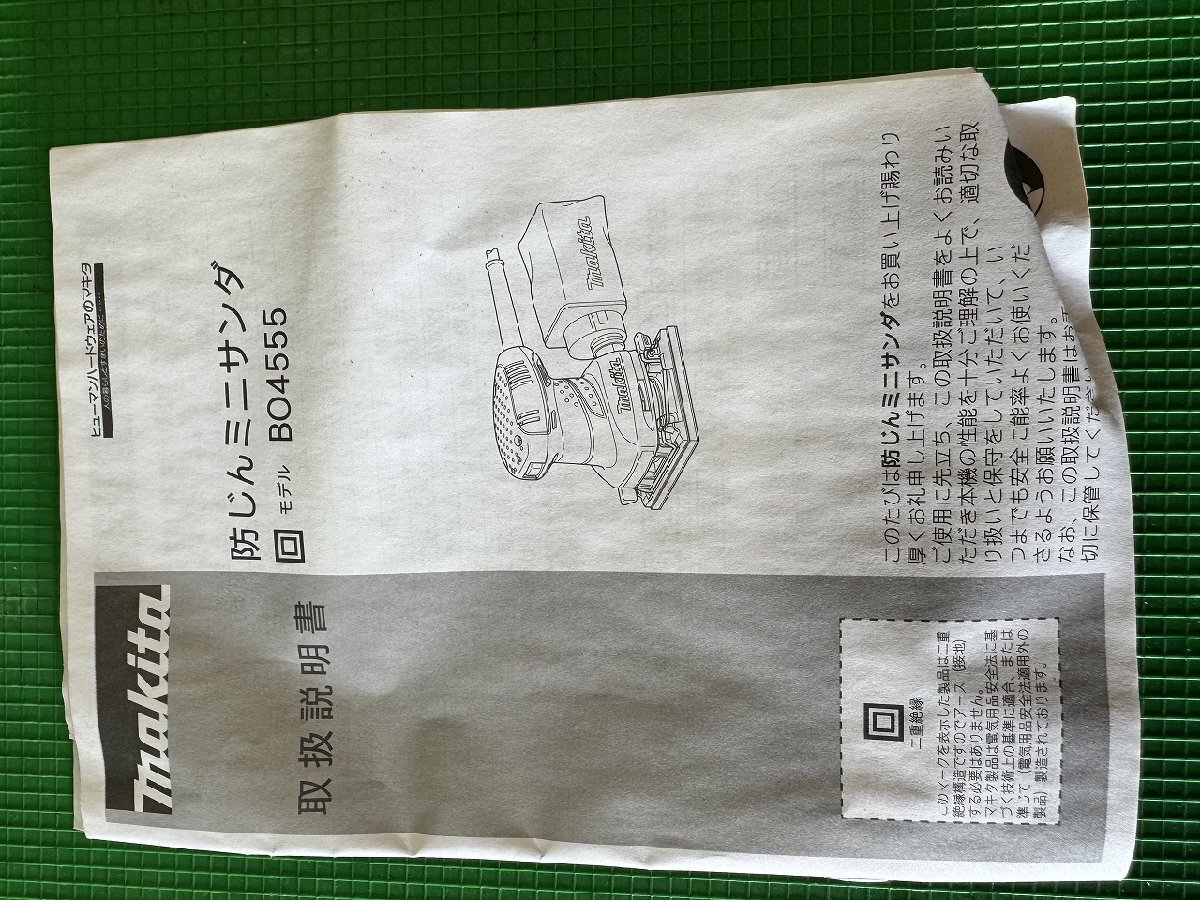 makita
取扱説明書
ヒューマンハードウェアのマキタ
防じんミニサンダ
モデル BO4555
makita
makita
このたびは防じんミニサンダをお買い上げ賜わり
厚くお礼申し上げます。
ご使用に先立ち、この取扱説明書をよくお読みい
ただき本機の性能を十分ご理解の上で、適切な取
り扱いと保守をしていただいて、い
つまでも安全に能率よくお使いくだ
さるようお願いいたします。
なお、この取扱説明書はお
切に保管してください
二重絶縁
このマークを表示した製品は二重
絶縁構造ですのでアース（接地）
する必要はありません。
マキタ製品は電気用品安全法に基
づく技術上の基準に適合、または
準じて（電気用品安全法適用外の
製品）製造されております。